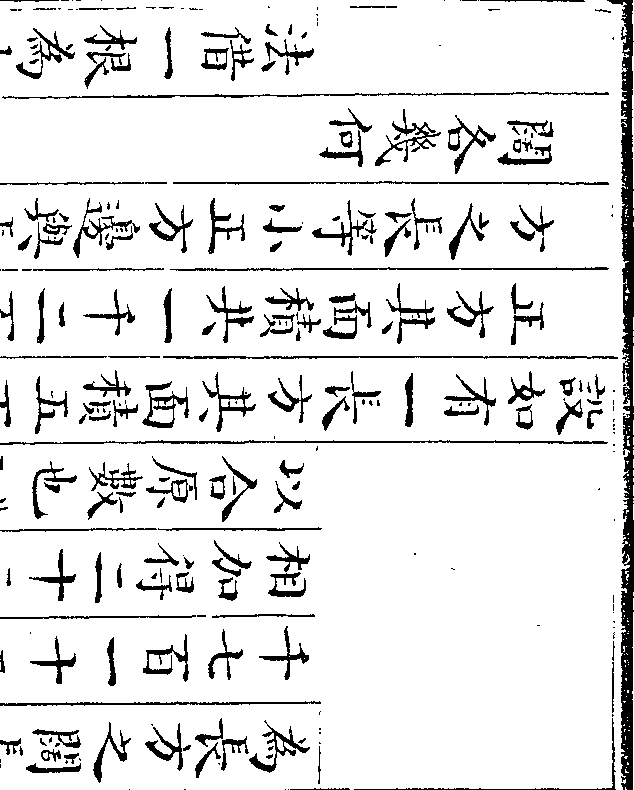 為長方之闊
千七百一十
相加得二十
以合原數也
設如有一長方其面積五
正方其面積共一千二
方之長等小正方邊與
闊各幾何
法借一根為